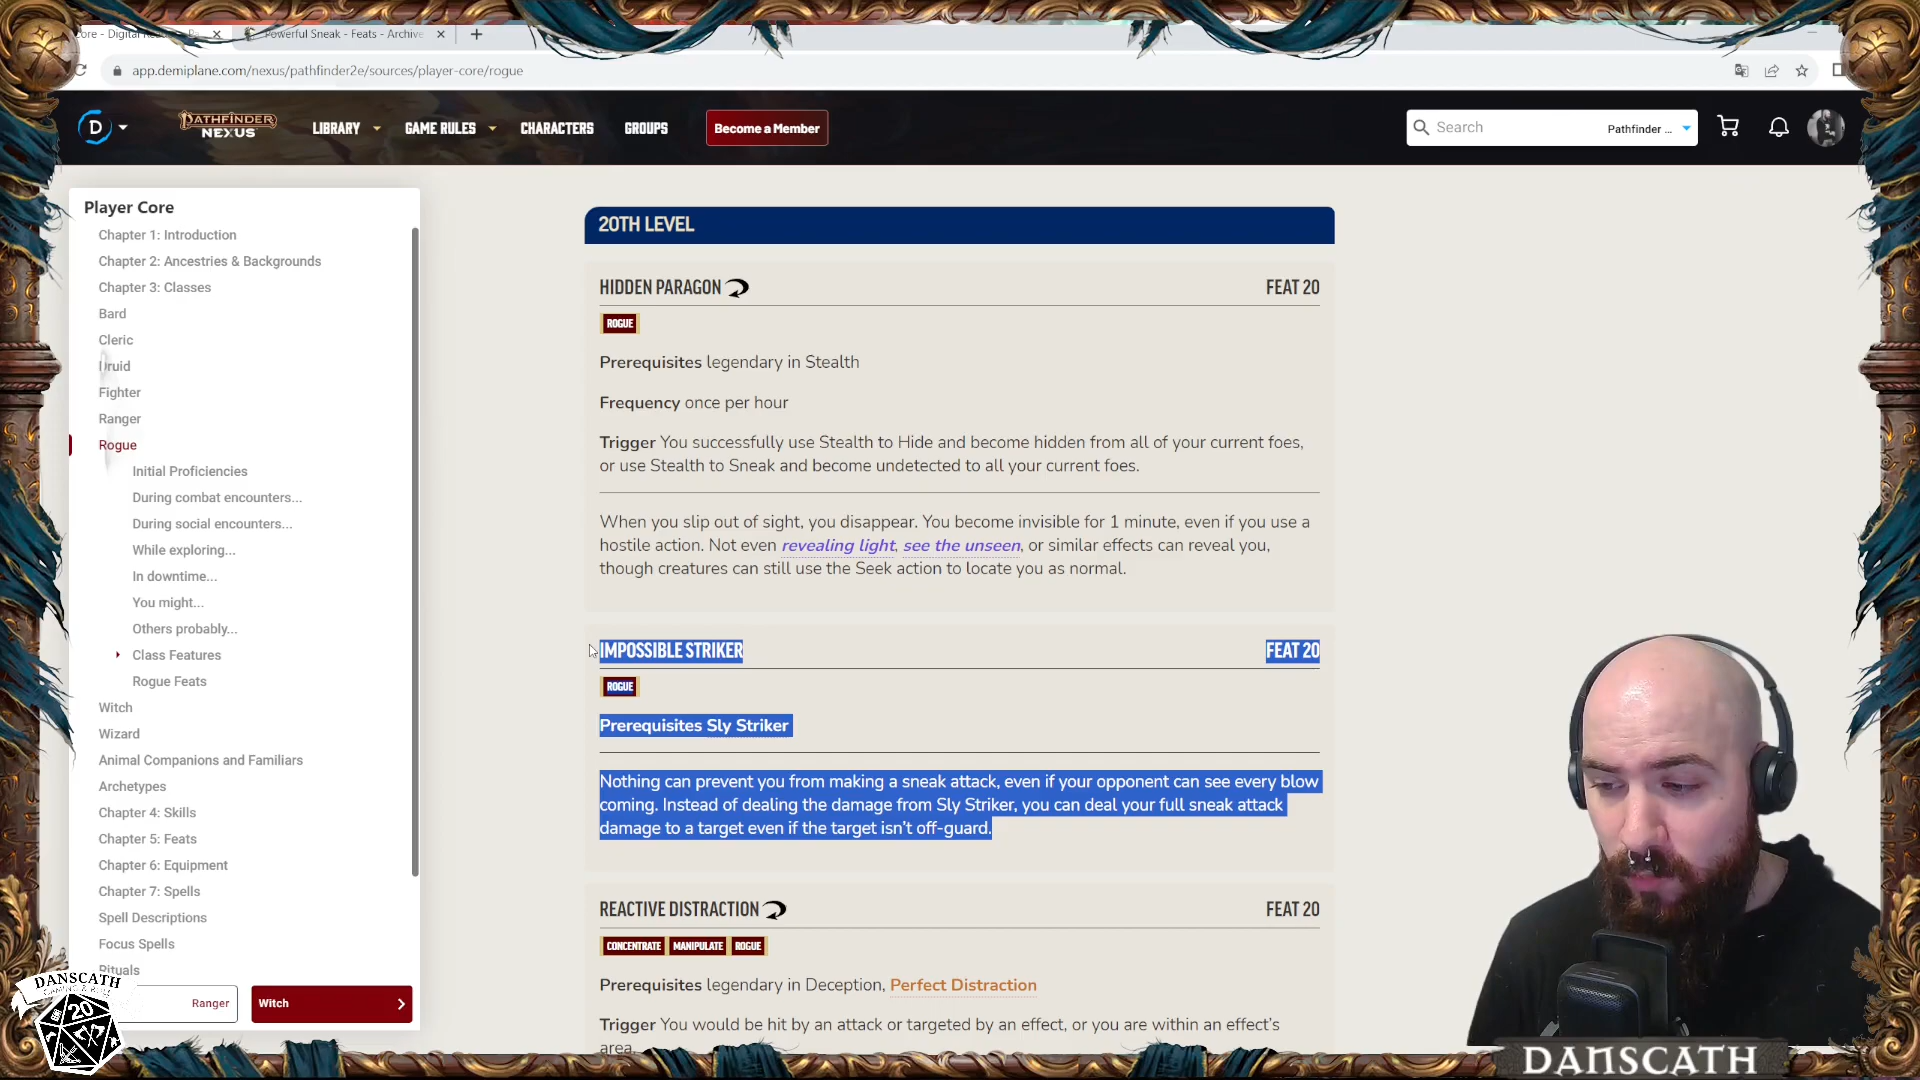 Core - Digital Rea
Powerful Sneak - Feats - Archive
app.demiplane.com/nexus/pathfinder2e/sources/player-core/rogue
D
PATHFINDER
NEXUS
LIBRARY
GAME RULES
CHARACTERS
GROUPS
Become a Member
Search
Pathfinder ...
Player Core
Chapter 1: Introduction
Chapter 2: Ancestries & Backgrounds
Chapter 3: Classes
Bard
Cleric
Druid
Fighter
Ranger
Rogue
Initial Proficiencies
During combat encounters...
During social encounters...
While exploring...
In downtime...
You might...
Others probably...
Class Features
Rogue Feats
Witch
Wizard
Animal Companions and Familiars
Archetypes
Chapter 4: Skills
Chapter 5: Feats
Chapter 6: Equipment
Chapter 7: Spells
Spell Descriptions
Focus Spells
Rituals
Ranger
Witch
20TH LEVEL
HIDDEN PARAGON
FEAT 20
ROGUE
Prerequisites legendary in Stealth
Frequency once per hour
Trigger You successfully use Stealth to Hide and become hidden from all of your current foes,
or use Stealth to Sneak and become undetected to all your current foes.
When you slip out of sight, you disappear. You become invisible for 1 minute, even if you use a
hostile action. Not even revealing light, see the unseen, or similar effects can reveal you,
though creatures can still use the Seek action to locate you as normal.
IMPOSSIBLE STRIKER
FEAT 20
ROGUE
Prerequisites Sly Striker
Nothing can prevent you from making a sneak attack, even if your opponent can see every blow
coming. Instead of dealing the damage from Sly Striker, you can deal your full sneak attack
damage to a target even if the target isn't off-guard.
REACTIVE DISTRACTION
FEAT 20
CONCENTRATE MANIPULATE ROGUE
Prerequisites legendary in Deception, Perfect Distraction
Trigger You would be hit by an attack or targeted by an effect, or you are within an effect's
area.
DANSCATH
GAMING & ROLL
20
DANSCATH